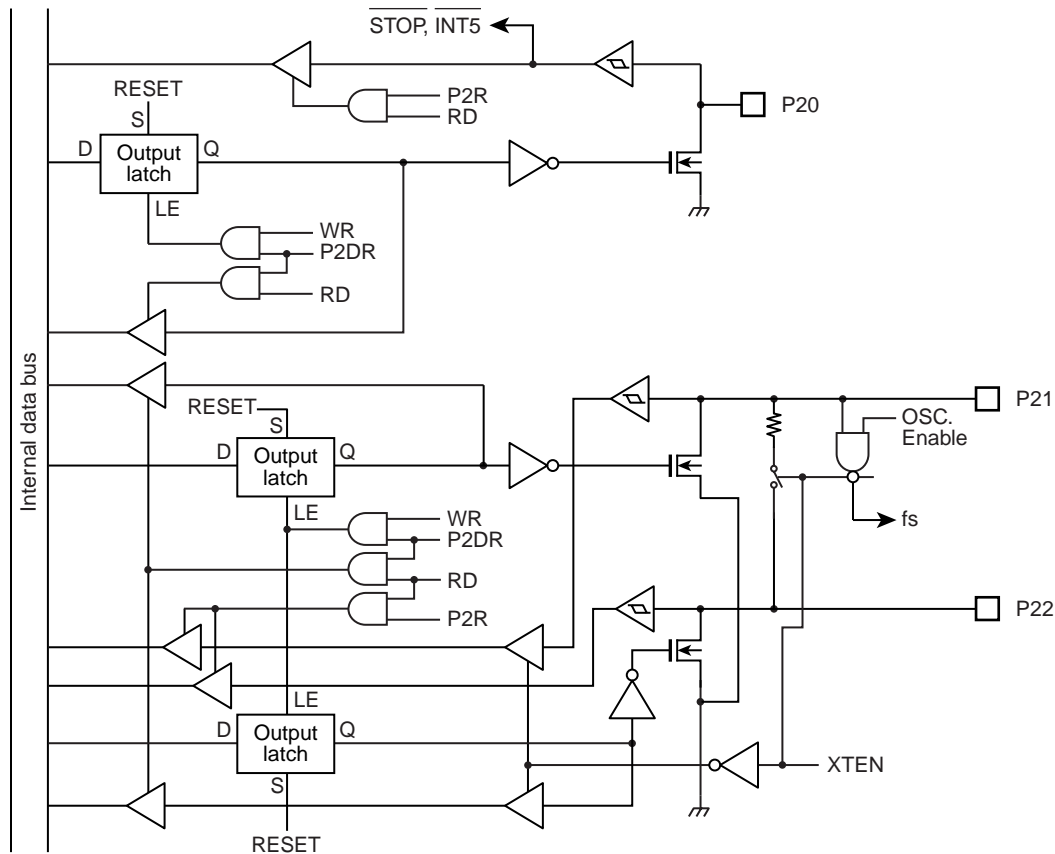 STOP, INT5
RESET
P2R
RD
P20
S
D
Output
latch
Q
LE
WR
P2DR
RD
Internal data bus
RESET
S
D
Output
latch
Q
P21
OSC.
Enable
fs
LE
WR
P2DR
RD
P2R
P22
LE
D
Output
latch
Q
S
XTEN
RESET